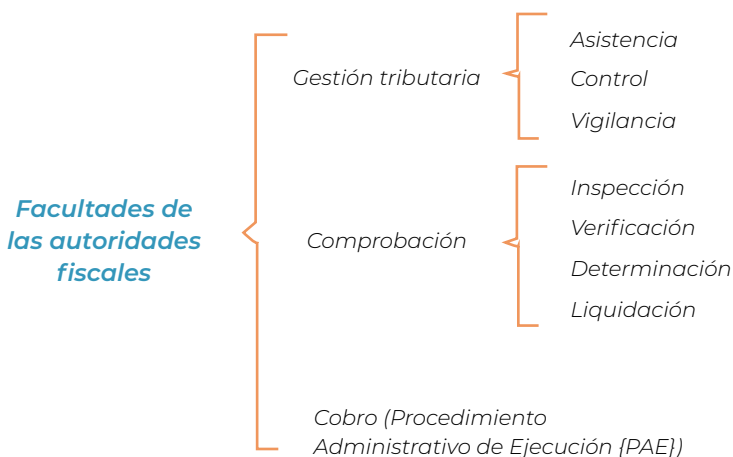 Facultades de
las autoridades
fiscales
Gestión tributaria
Asistencia
Control
Vigilancia
Comprobación
Inspección
Verificación
Determinación
Liquidación
Cobro (Procedimiento
Administrativo de Ejecución {PAE})